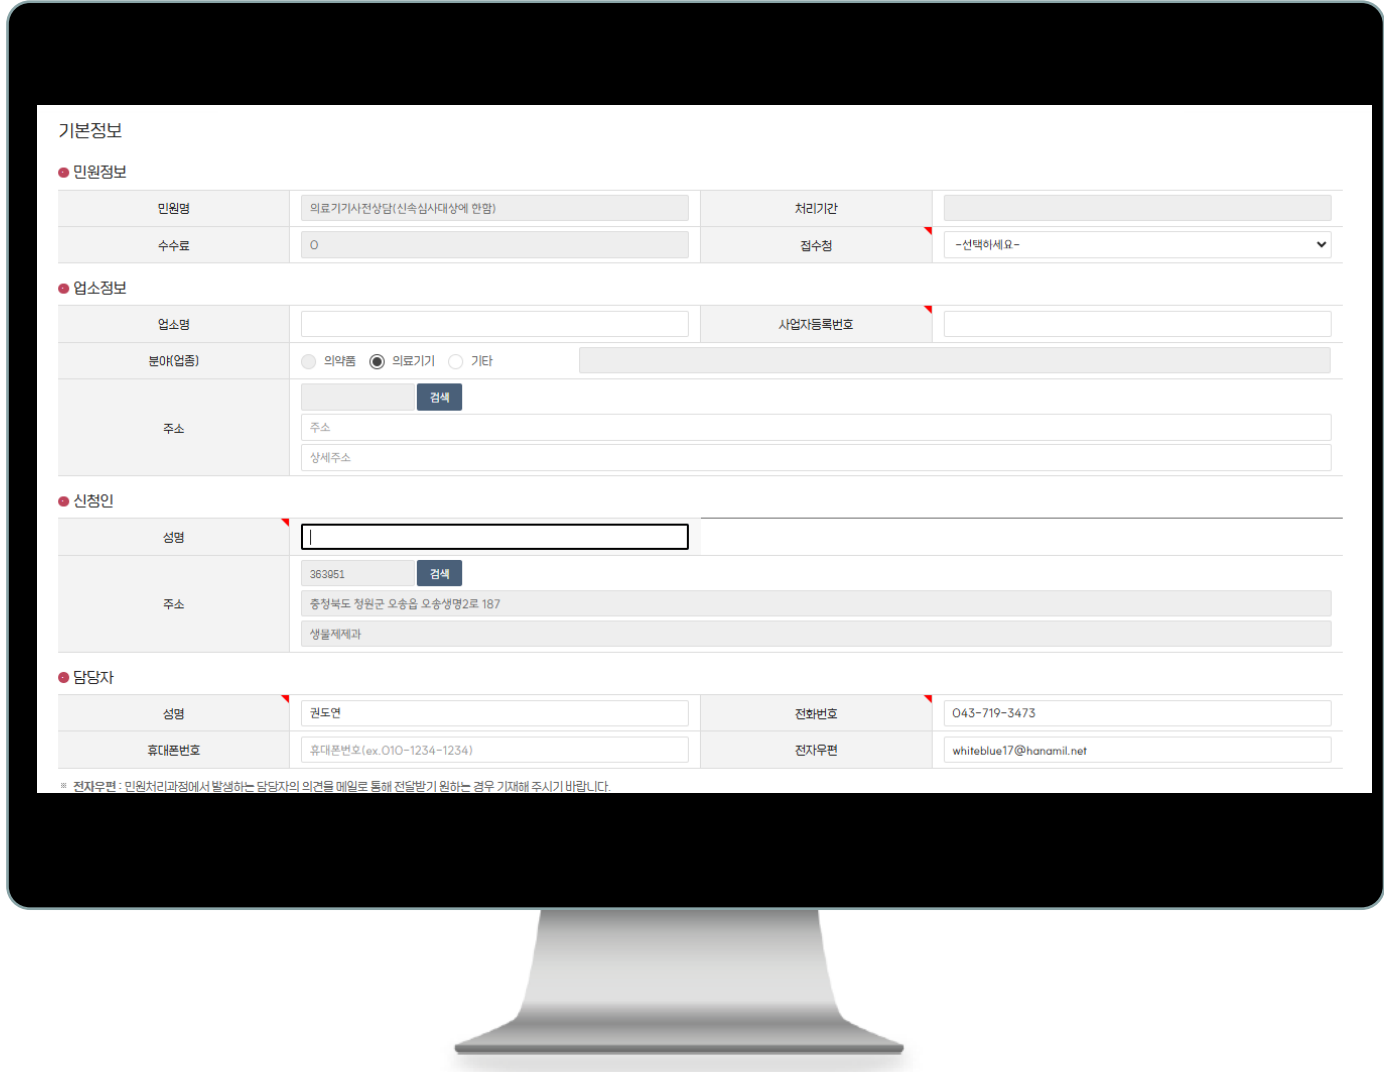 기본정보
민원정보
민원명 의료기기사전상담(신속심사대상에 한함) 처리기간
수수료 0 접수청 -선택하세요-
업소정보
업소명 사업자등록번호
분야(업종) 의약품 의료기기 기타
검색
주소 주소
상세주소
신청인
성명
363951 검색
주소 충청북도 청원군 오송읍 오송생명2로 187
생물제제과
담당자
성명 권도연 전화번호 043-719-3473
휴대폰번호 휴대폰번호(ex.010-1234-1234) 전자우편 whiteblue17@hanamil.net
※ 전자우편 : 민원처리과정에서 발생하는 담당자의 의견을 메일로 통해 전달받기 원하는 경우 기재해 주시기 바랍니다.